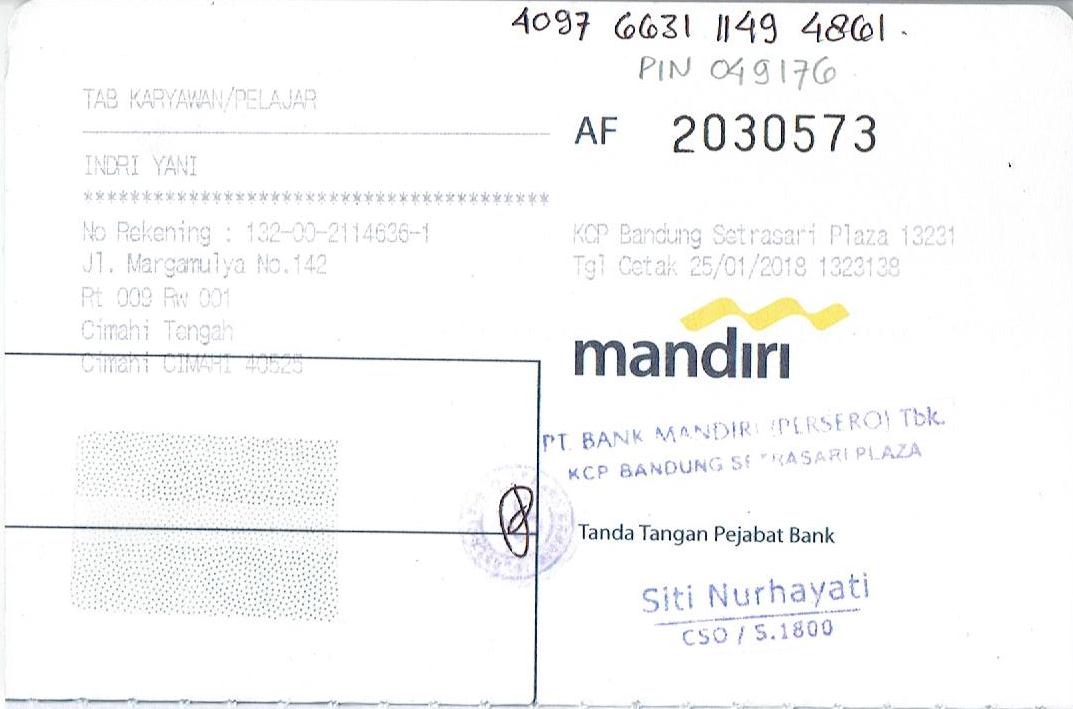 4097 6631 1149 4861.
PIN 049176
TAB KARYAWAN/PELAJAR
AF 2030573
INDRI YANI
***************************************
No Rekening : 132-00-2114636-1
Jl. Margamulya No.142
Rt 009 Rw 001
Cimahi Tengah
Cimahi CIMAHI 40525
KCP Bandung Setrasari Plaza 13231
Tgl Cetak 25/01/2018 1323138
mandiri
PT. BANK MANDIRI (PERSERO) Tbk.
KCP BANDUNG SETRASARI PLAZA
Tanda Tangan Pejabat Bank
Siti Nurhayati
CSO / S.1800